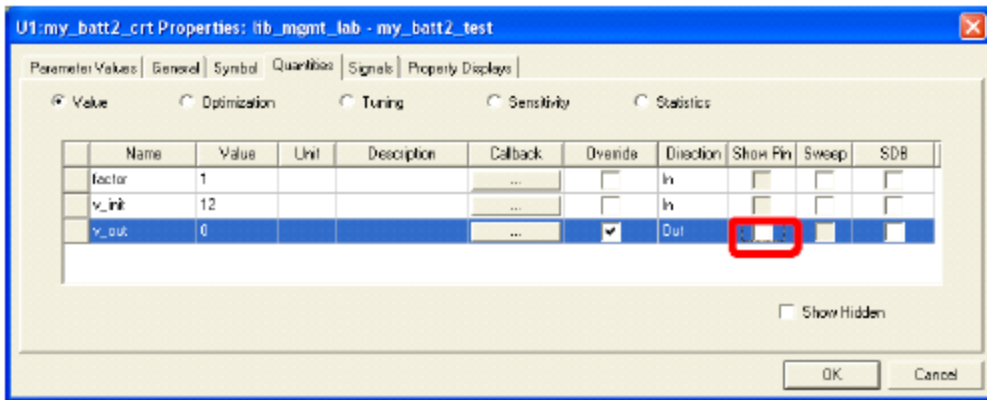 U1:my_batt2_crt Properties: lib_mgmt_lab - my_batt2_test
Parameter Values General Symbol Quantities Signals Property Displays
Value Optimization Tuning Sensitivity Statistics
Name Value Unit Description Callback Override Direction Show Pin Sweep SDB
factor 1 ... In
v_init 12 ... In
v_out 0 ... Out
Show Hidden
OK Cancel